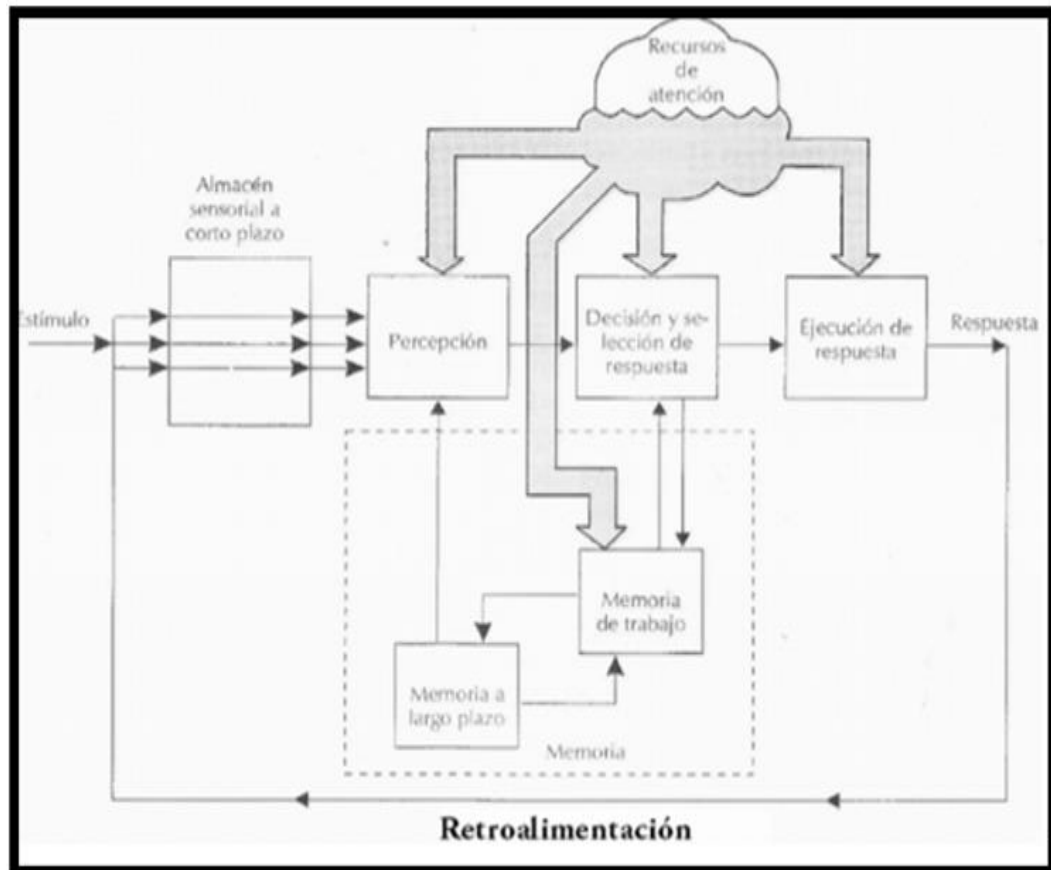 Recursos
de
atención
Almacén
sensorial a
corto plazo
Estímulo
Percepción
Decisión y se-
lección de
respuesta
Ejecución de
respuesta
Respuesta
Memoria
de trabajo
Memoria a
largo plazo
Memoria
Retroalimentación